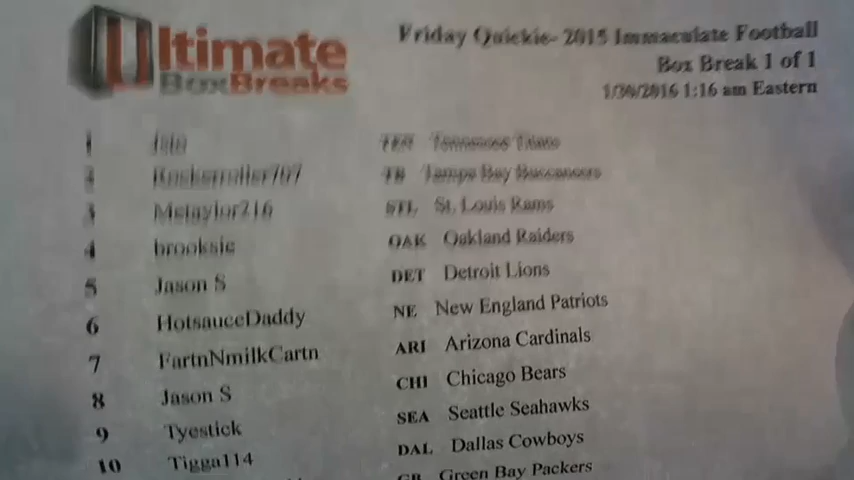 Ultimate
BoxBreaks
Friday Quickie- 2015 Immaculate Football
Box Break 1 of 1
1/30/2016 1:16 am Eastern
1 TEN Tennessee Titans
2 TB Tampa Bay Buccaneers
3 STL St. Louis Rams
4 brooksie OAK Oakland Raiders
5 Jason S DET Detroit Lions
6 HotsauceDaddy NE New England Patriots
7 FartnNmilkCartn ARI Arizona Cardinals
8 Jason S CHI Chicago Bears
9 Tyestick SEA Seattle Seahawks
10 Tigga114 DAL Dallas Cowboys
GB Green Bay Packers